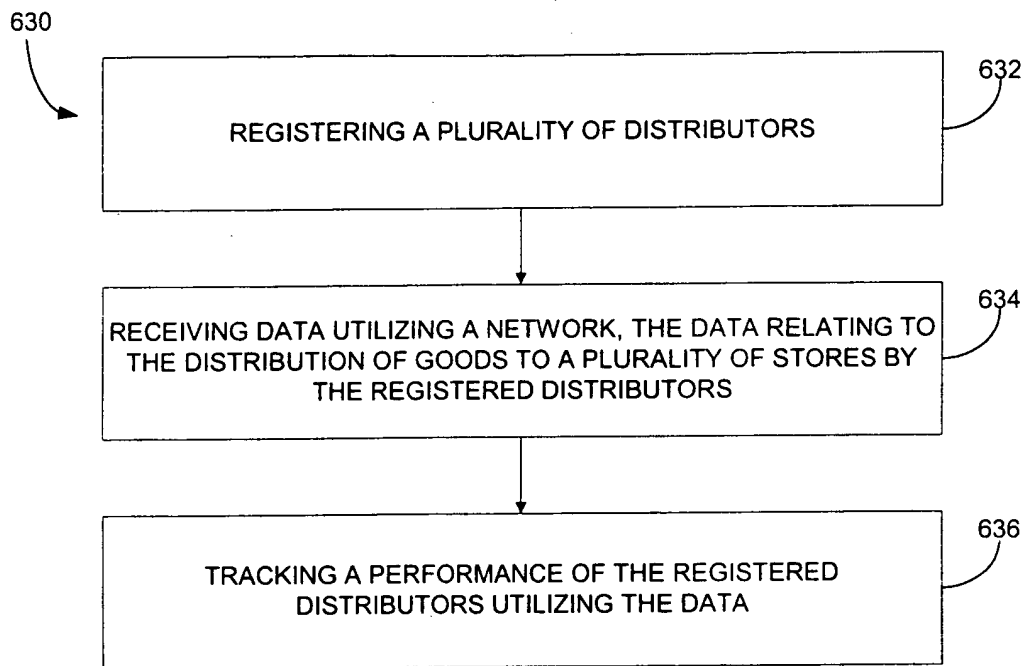 630
632
REGISTERING A PLURALITY OF DISTRIBUTORS
634
RECEIVING DATA UTILIZING A NETWORK, THE DATA RELATING TO
THE DISTRIBUTION OF GOODS TO A PLURALITY OF STORES BY
THE REGISTERED DISTRIBUTORS
636
TRACKING A PERFORMANCE OF THE REGISTERED
DISTRIBUTORS UTILIZING THE DATA